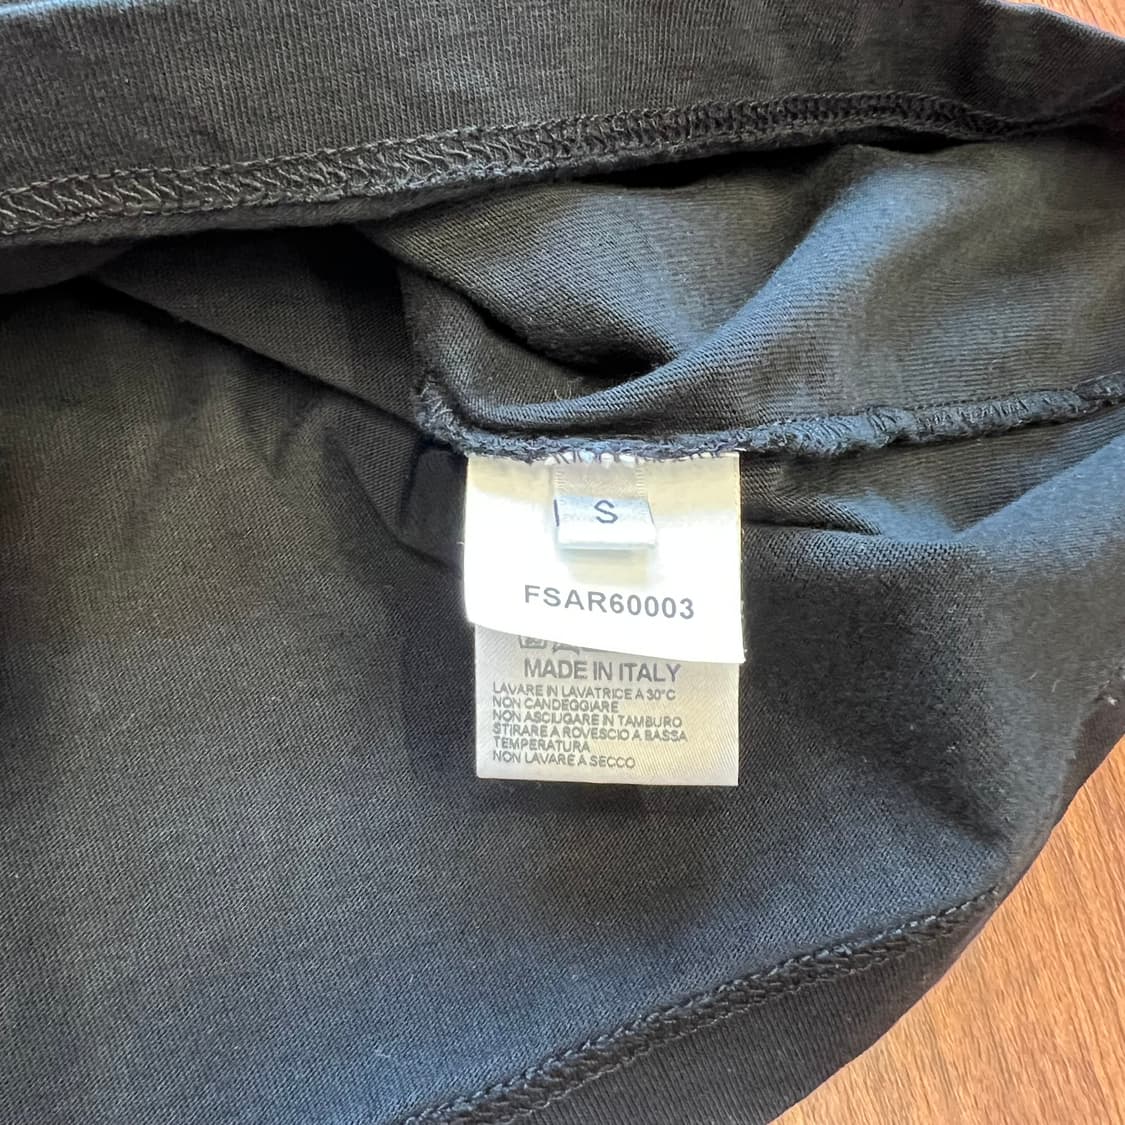 S
FSAR60003
MADE IN ITALY
LAVARE IN LAVATRICE A 30°C
NON CANDEGGIARE
NON ASCIUGARE IN TAMBURO
STIRARE A ROVESCIO A BASSA
TEMPERATURA
NON LAVARE A SECCO